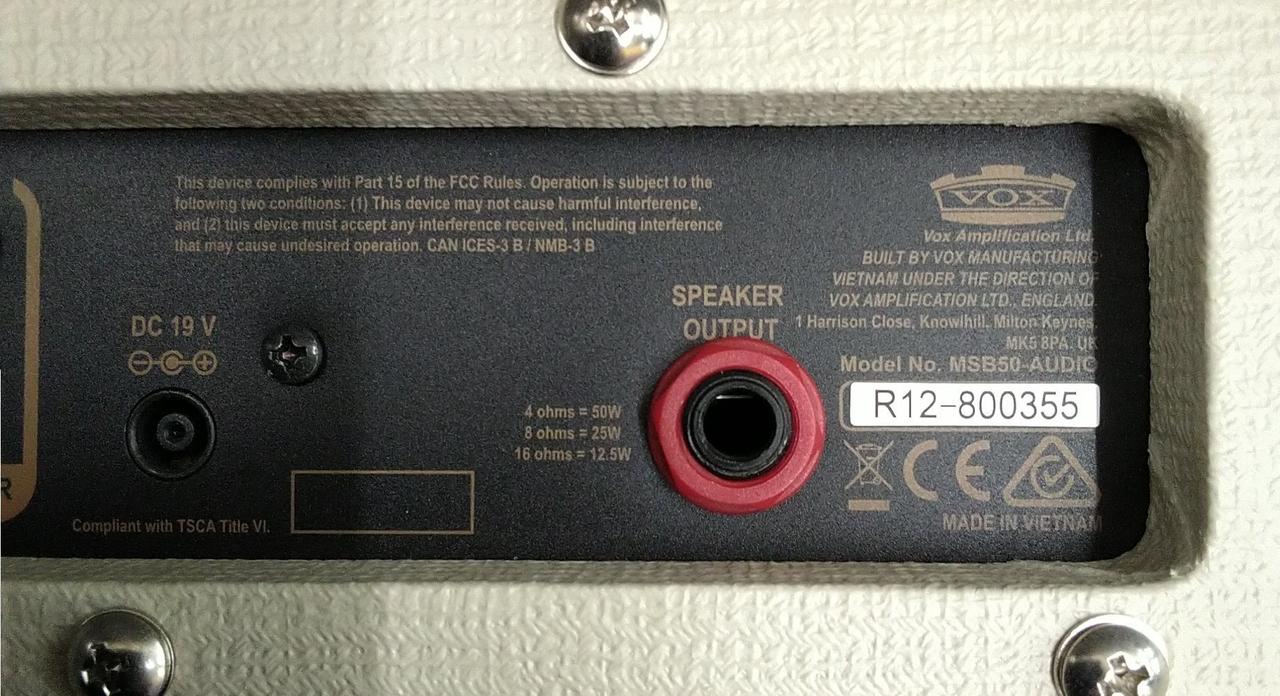 This device complies with Part 15 of the FCC Rules. Operation is subject to the
following two conditions: (1) This device may not cause harmful interference,
and (2) this device must accept any interference received, including interference
that may cause undesired operation. CAN ICES-3 B / NMB-3 B
VOX
Vox Amplification Ltd.
BUILT BY VOX MANUFACTURING
VIETNAM UNDER THE DIRECTION OF
VOX AMPLIFICATION LTD., ENGLAND.
1 Harrison Close, Knowlhill, Milton Keynes,
MK5 8PA, UK
Model No. MSB50-AUDIO
R12-800355
CE
MADE IN VIETNAM
SPEAKER
OUTPUT
4 ohms = 50W
8 ohms = 25W
16 ohms = 12.5W
DC 19 V
Compliant with TSCA Title VI.
R